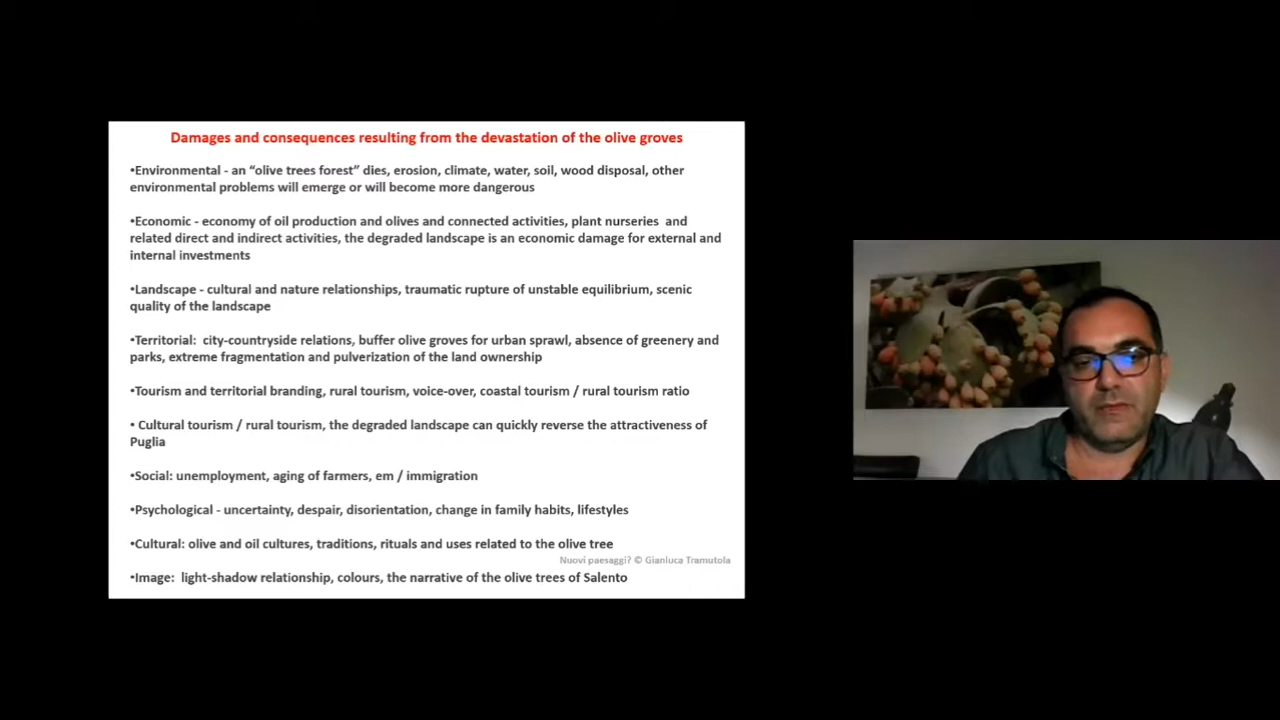 Damages and consequences resulting from the devastation of the olive groves
•Environmental - an “olive trees forest” dies, erosion, climate, water, soil, wood disposal, other
environmental problems will emerge or will become more dangerous
•Economic - economy of oil production and olives and connected activities, plant nurseries and
related direct and indirect activities, the degraded landscape is an economic damage for external and
internal investments
•Landscape - cultural and nature relationships, traumatic rupture of unstable equilibrium, scenic
quality of the landscape
•Territorial: city-countryside relations, buffer olive groves for urban sprawl, absence of greenery and
parks, extreme fragmentation and pulverization of the land ownership
•Tourism and territorial branding, rural tourism, voice-over, coastal tourism / rural tourism ratio
• Cultural tourism / rural tourism, the degraded landscape can quickly reverse the attractiveness of
Puglia
•Social: unemployment, aging of farmers, em / immigration
•Psychological - uncertainty, despair, disorientation, change in family habits, lifestyles
•Cultural: olive and oil cultures, traditions, rituals and uses related to the olive tree
Nuovi paesaggi? © Gianluca Tramutola
•Image: light-shadow relationship, colours, the narrative of the olive trees of Salento